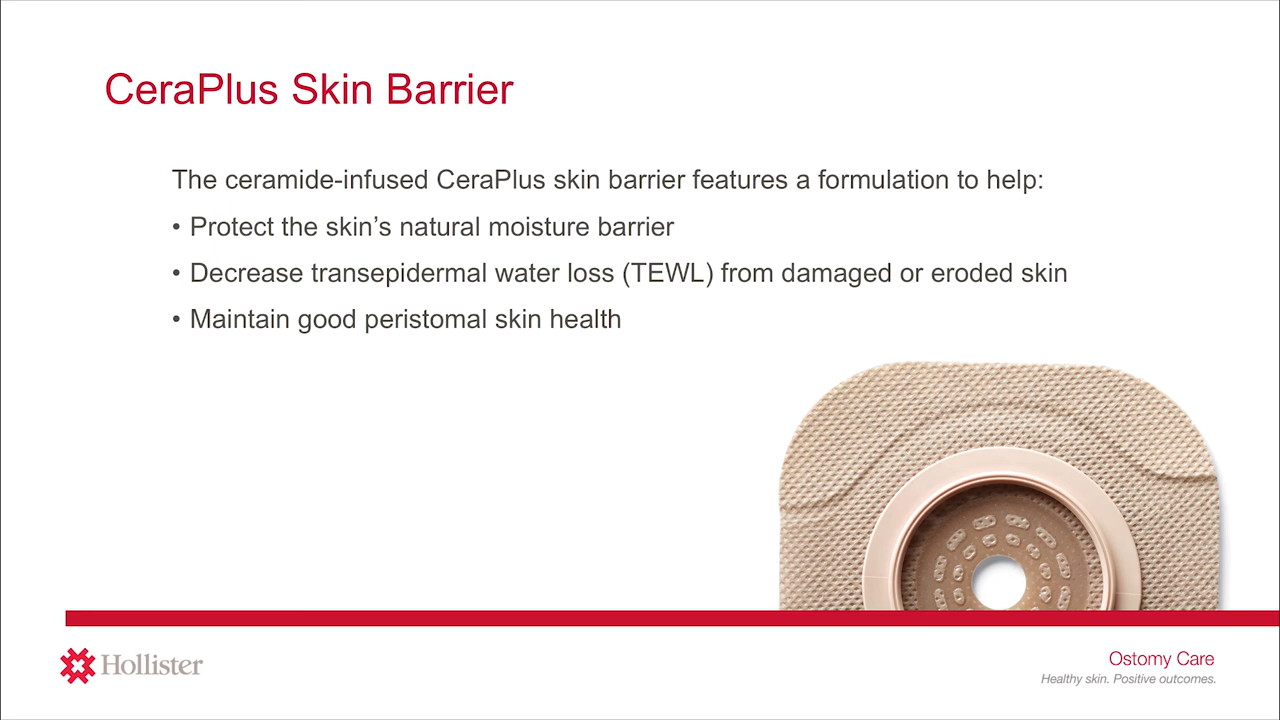 CeraPlus Skin Barrier
The ceramide-infused CeraPlus skin barrier features a formulation to help:
• Protect the skin’s natural moisture barrier
• Decrease transepidermal water loss (TEWL) from damaged or eroded skin
• Maintain good peristomal skin health
Hollister
Ostomy Care
Healthy skin. Positive outcomes.